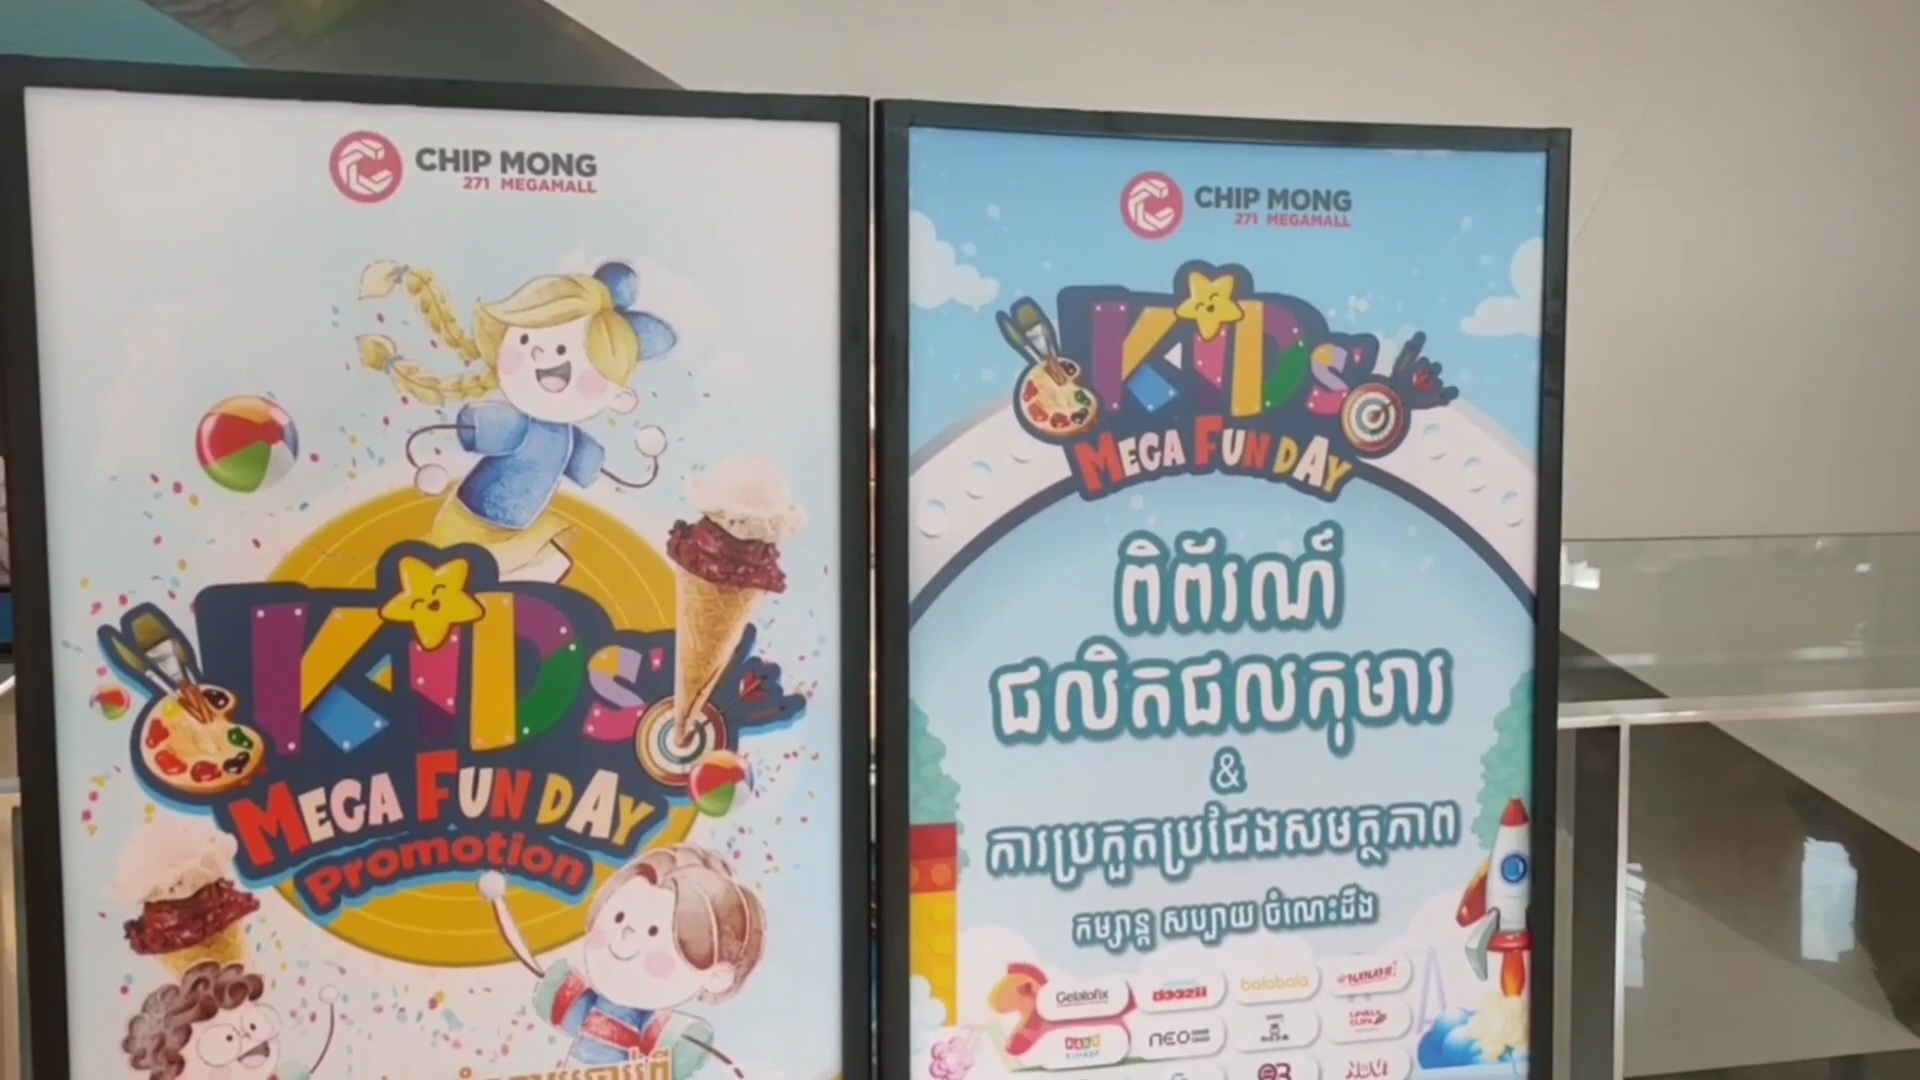 CHIP MONG
271 MEGAMALL
KIDS'
MEGA FUN DAY
Promotion
CHIP MONG
271 MEGAMALL
KIDS'
MEGA FUN DAY
ពិព័រណ៍
ផលិតផលកុមារ
&
ការប្រកួតប្រជែងសមត្ថភាព
កម្សាន្ត សប្បាយ ចំណេះដឹង
Gelatofix
balabala
NEO